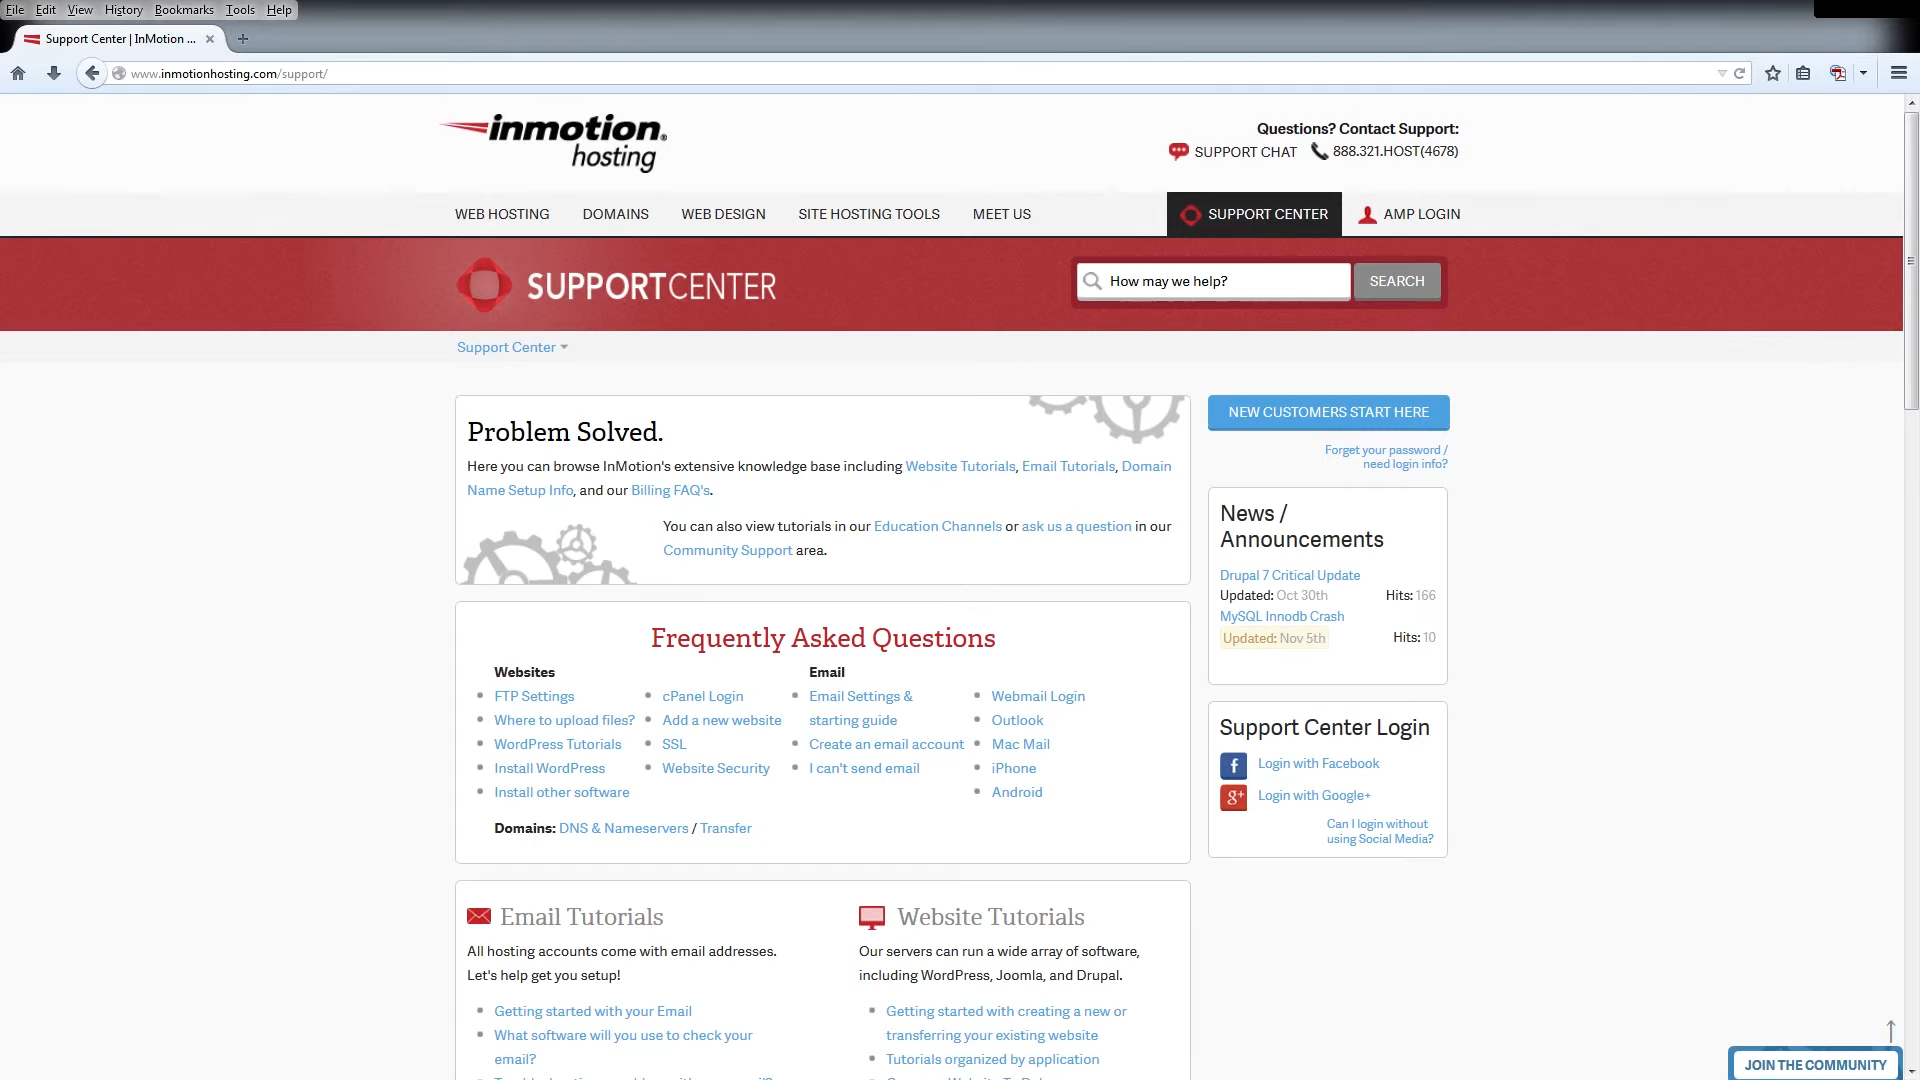 File Edit View History Bookmarks Tools Help
Support Center | InMotion ...
www.inmotionhosting.com/support/
inmotion® hosting
Questions? Contact Support:
SUPPORT CHAT 888.321.HOST(4678)
WEB HOSTING DOMAINS WEB DESIGN SITE HOSTING TOOLS MEET US SUPPORT CENTER AMP LOGIN
SUPPORTCENTER
How may we help? SEARCH
Support Center
Problem Solved.
Here you can browse InMotion's extensive knowledge base including Website Tutorials, Email Tutorials, Domain
Name Setup Info, and our Billing FAQ's.
You can also view tutorials in our Education Channels or ask us a question in our
Community Support area.
NEW CUSTOMERS START HERE
Forget your password /
need login info?
News /
Announcements
Drupal 7 Critical Update
Updated: Oct 30th Hits: 166
MySQL Innodb Crash
Updated: Nov 5th Hits: 10
Frequently Asked Questions
Websites Email
FTP Settings cPanel Login Email Settings & Webmail Login
Where to upload files? Add a new website starting guide Outlook
WordPress Tutorials SSL Create an email account Mac Mail
Install WordPress Website Security I can't send email iPhone
Install other software Android
Domains: DNS & Nameservers / Transfer
Support Center Login
f Login with Facebook
g+ Login with Google+
Can I login without
using Social Media?
Email Tutorials
All hosting accounts come with email addresses.
Let's help get you setup!
Getting started with your Email
What software will you use to check your
email?
Website Tutorials
Our servers can run a wide array of software,
including WordPress, Joomla, and Drupal.
Getting started with creating a new or
transferring your existing website
Tutorials organized by application
JOIN THE COMMUNITY